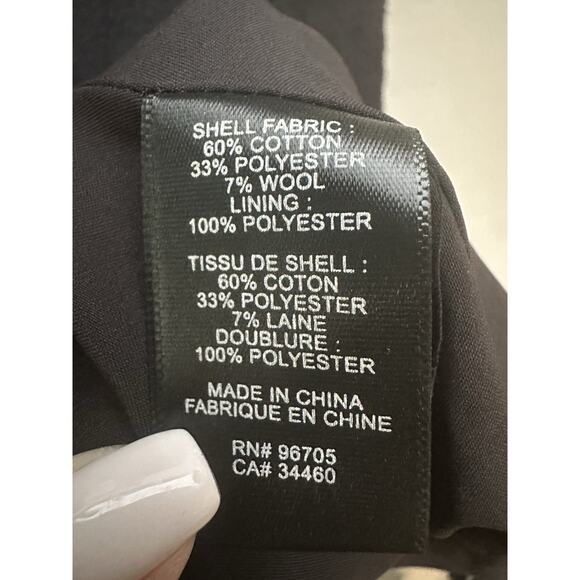 SHELL FABRIC :
60% COTTON
33% POLYESTER
7% WOOL
LINING :
100% POLYESTER
TISSU DE SHELL :
60% COTON
33% POLYESTER
7% LAINE
DOUBLURE :
100% POLYESTER
MADE IN CHINA
FABRIQUE EN CHINE
RN# 96705
CA# 34460